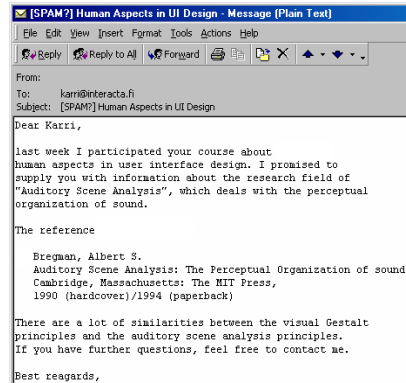 [SPAM?] Human Aspects in UI Design - Message (Plain Text)
File Edit View Insert Format Tools Actions Help
Reply Reply to All Forward
From:
To: karri@interacta.fi
Subject: [SPAM?] Human Aspects in UI Design
Dear Karri,
last week I participated your course about
human aspects in user interface design. I promised to
supply you with information about the research field of
"Auditory Scene Analysis", which deals with the perceptual
organization of sound.
The reference
Bregman, Albert S.
Auditory Scene Analysis: The Perceptual Organization of sound
Cambridge, Massachusetts: The MIT Press,
1990 (hardcover)/1994 (paperback)
There are a lot of similarities between the visual Gestalt
principles and the auditory scene analysis principles.
If you have further questions, feel free to contact me.
Best reagards,